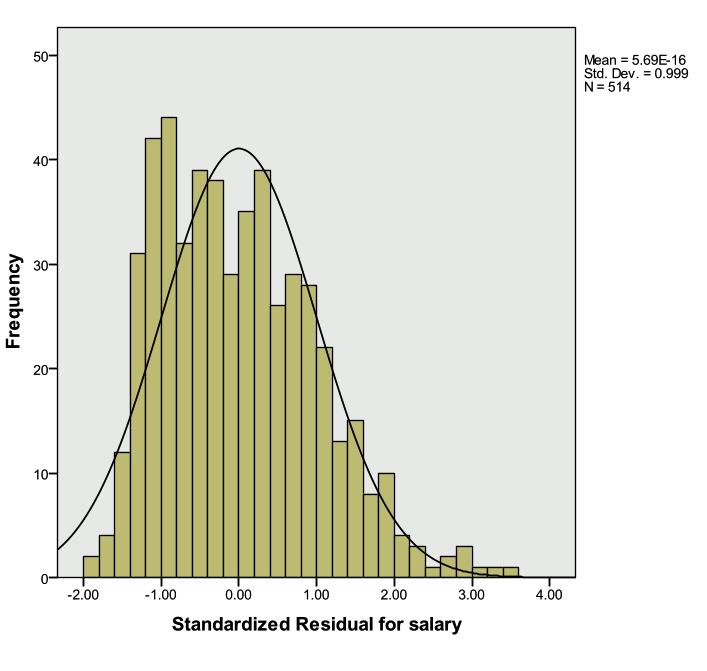 50
Mean = 5.69E-16
Std. Dev. = 0.999
N = 514
40
30
20
10
0
Frequency
-2.00 -1.00 0.00 1.00 2.00 3.00 4.00
Standardized Residual for salary